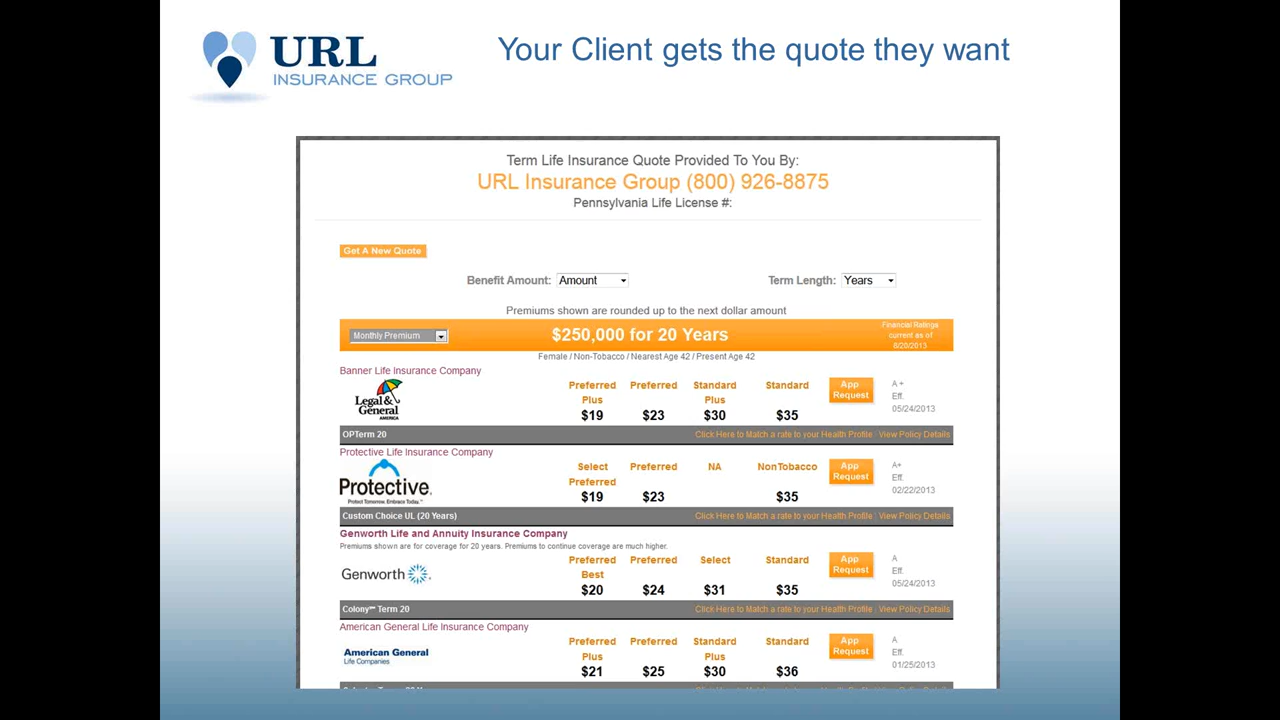 URL
INSURANCE GROUP
Your Client gets the quote they want
Term Life Insurance Quote Provided To You By:
URL Insurance Group (800) 926-8875
Pennsylvania Life License #:
Get A New Quote
Benefit Amount: Amount Term Length: Years
Premiums shown are rounded up to the next dollar amount
Monthly Premium $250,000 for 20 Years Financial Ratings current as of 8/20/2013
Female / Non-Tobacco / Nearest Age 42 / Present Age 42
Banner Life Insurance Company
Legal & General AMERICA
Preferred Plus Preferred Standard Plus Standard App Request A+ Eff. 05/24/2013
$19 $23 $30 $35
OPTerm 20 Click Here to Match a rate to your Health Profile View Policy Details
Protective Life Insurance Company
Protective. Protect Tomorrow. Embrace Today.™
Select Preferred Preferred NA NonTobacco App Request A+ Eff. 02/22/2013
$19 $23 $35
Custom Choice UL (20 Years) Click Here to Match a rate to your Health Profile View Policy Details
Genworth Life and Annuity Insurance Company
Premiums shown are for coverage for 20 years. Premiums to continue coverage are much higher.
Genworth
Preferred Best Preferred Select Standard App Request A Eff. 05/24/2013
$20 $24 $31 $35
Colony℠ Term 20 Click Here to Match a rate to your Health Profile View Policy Details
American General Life Insurance Company
American General
Life Companies
Preferred Plus Preferred Standard Plus Standard App Request A Eff. 01/25/2013
$21 $25 $30 $36